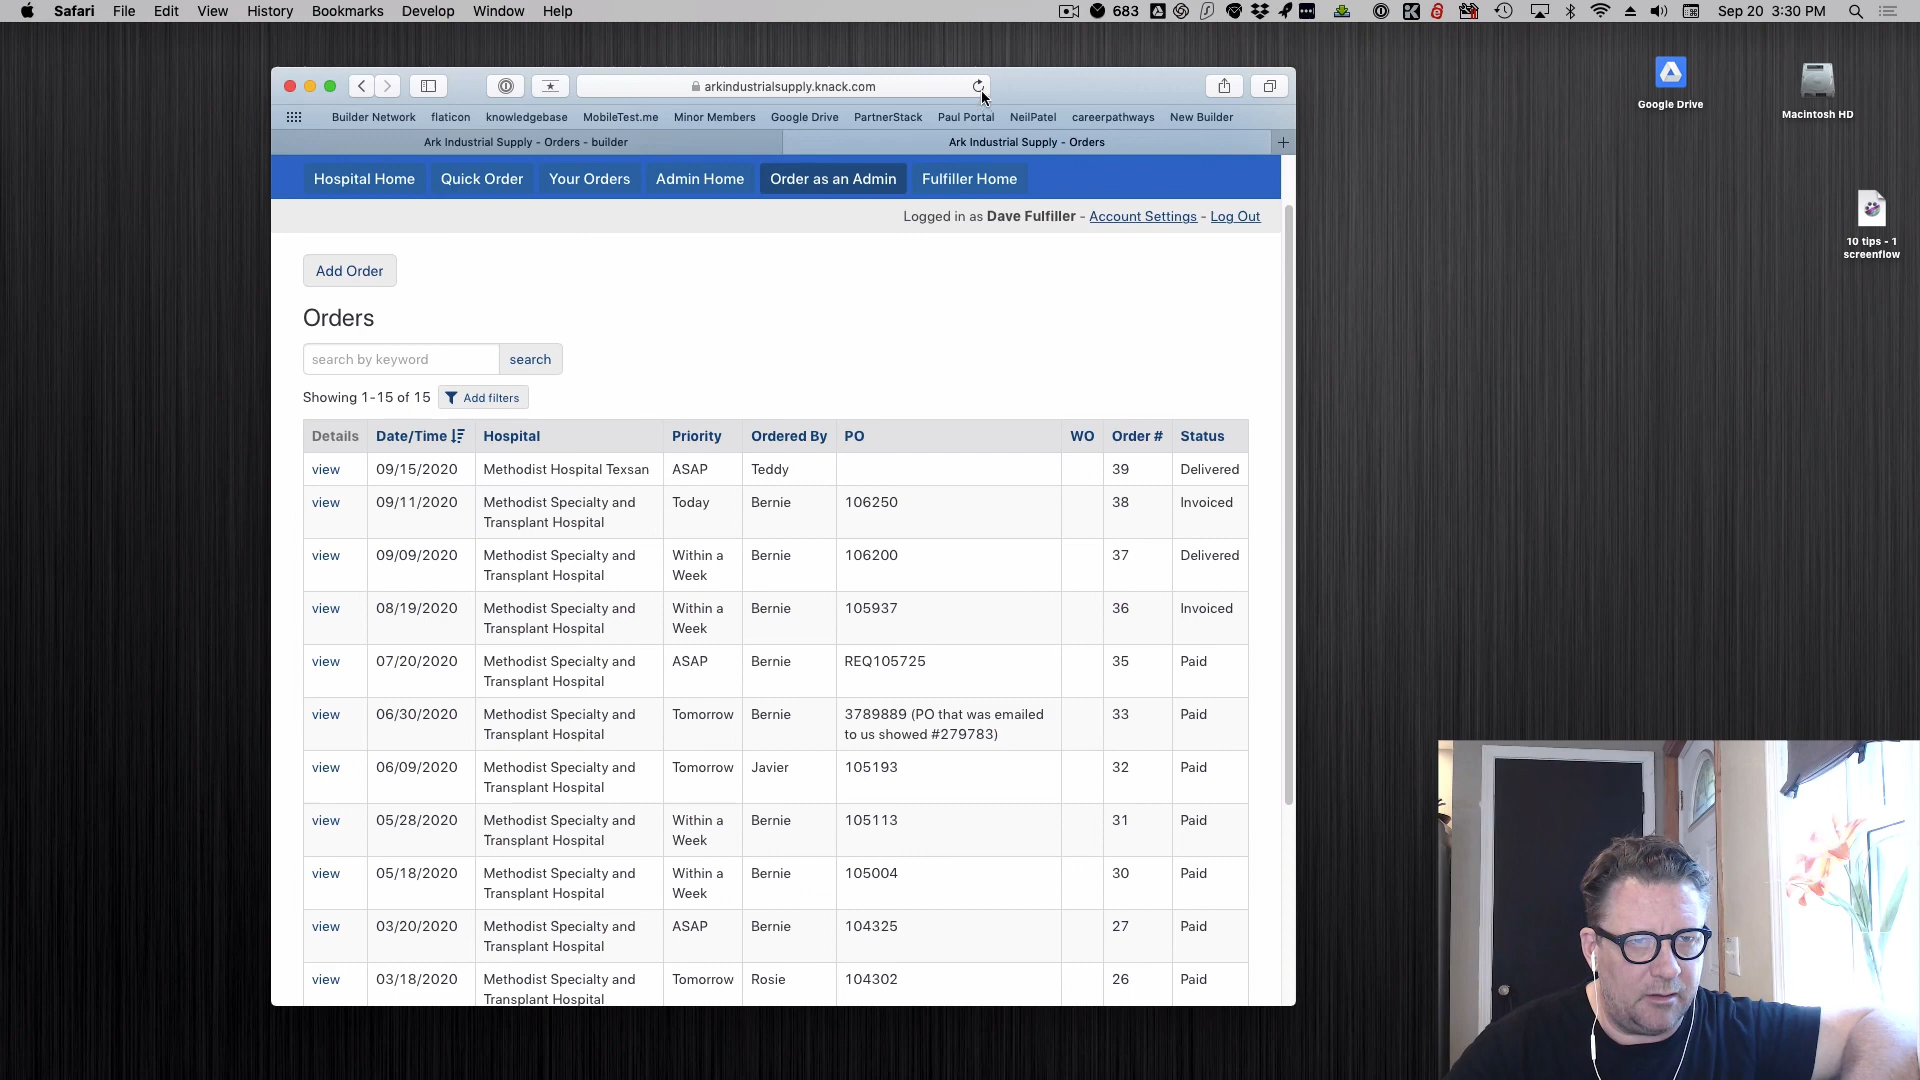 Safari File Edit View History Bookmarks Develop Window Help 683 Sep 20 3:30 PM
Google Drive
Macintosh HD
10 tips - 1
screenflow
arkindustrialsupply.knack.com
Builder Network flaticon knowledgebase MobileTest.me Minor Members Google Drive PartnerStack Paul Portal NeilPatel careerpathways New Builder
Ark Industrial Supply - Orders - builder Ark Industrial Supply - Orders
Hospital Home Quick Order Your Orders Admin Home Order as an Admin Fulfiller Home
Logged in as Dave Fulfiller - Account Settings - Log Out
Add Order
Orders
search by keyword search
Showing 1-15 of 15 Add filters
Details Date/Time Hospital Priority Ordered By PO WO Order # Status
view 09/15/2020 Methodist Hospital Texsan ASAP Teddy 39 Delivered
view 09/11/2020 Methodist Specialty and Today Bernie 106250 38 Invoiced
Transplant Hospital
view 09/09/2020 Methodist Specialty and Within a Bernie 106200 37 Delivered
Transplant Hospital Week
view 08/19/2020 Methodist Specialty and Within a Bernie 105937 36 Invoiced
Transplant Hospital Week
view 07/20/2020 Methodist Specialty and ASAP Bernie REQ105725 35 Paid
Transplant Hospital
view 06/30/2020 Methodist Specialty and Tomorrow Bernie 3789889 (PO that was emailed 33 Paid
Transplant Hospital to us showed #279783)
view 06/09/2020 Methodist Specialty and Tomorrow Javier 105193 32 Paid
Transplant Hospital
view 05/28/2020 Methodist Specialty and Within a Bernie 105113 31 Paid
Transplant Hospital Week
view 05/18/2020 Methodist Specialty and Within a Bernie 105004 30 Paid
Transplant Hospital Week
view 03/20/2020 Methodist Specialty and ASAP Bernie 104325 27 Paid
Transplant Hospital
view 03/18/2020 Methodist Specialty and Tomorrow Rosie 104302 26 Paid
Transplant Hospital